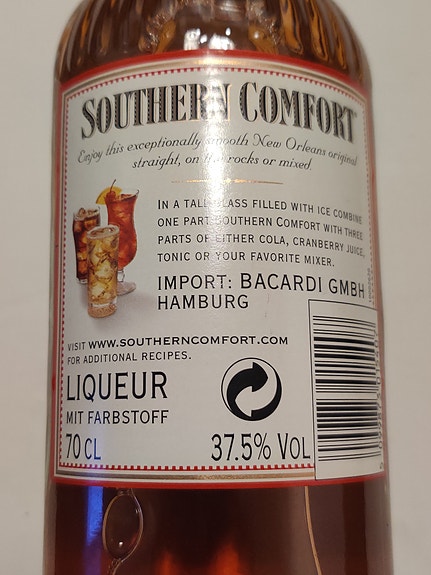 SOUTHERN COMFORT
Enjoy this exceptionally smooth New Orleans original
straight, on the rocks or mixed.
IN A TALL GLASS FILLED WITH ICE COMBINE
ONE PART SOUTHERN COMFORT WITH THREE
PARTS OF EITHER COLA, CRANBERRY JUICE,
TONIC OR YOUR FAVORITE MIXER.
IMPORT: BACARDI GMBH
HAMBURG
VISIT WWW.SOUTHERNCOMFORT.COM
FOR ADDITIONAL RECIPES.
LIQUEUR
MIT FARBSTOFF
70 CL
37.5% VOL